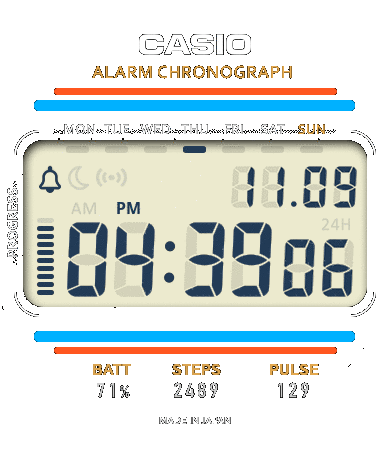 CASIO
ALARM CHRONOGRAPH
MON TUE WED THU FRI SAT SUN
11.09
AM PM
24H
PROGRESS
04:39 06
BATT STEPS PULSE
71% 2489 129
MADE IN JAPAN